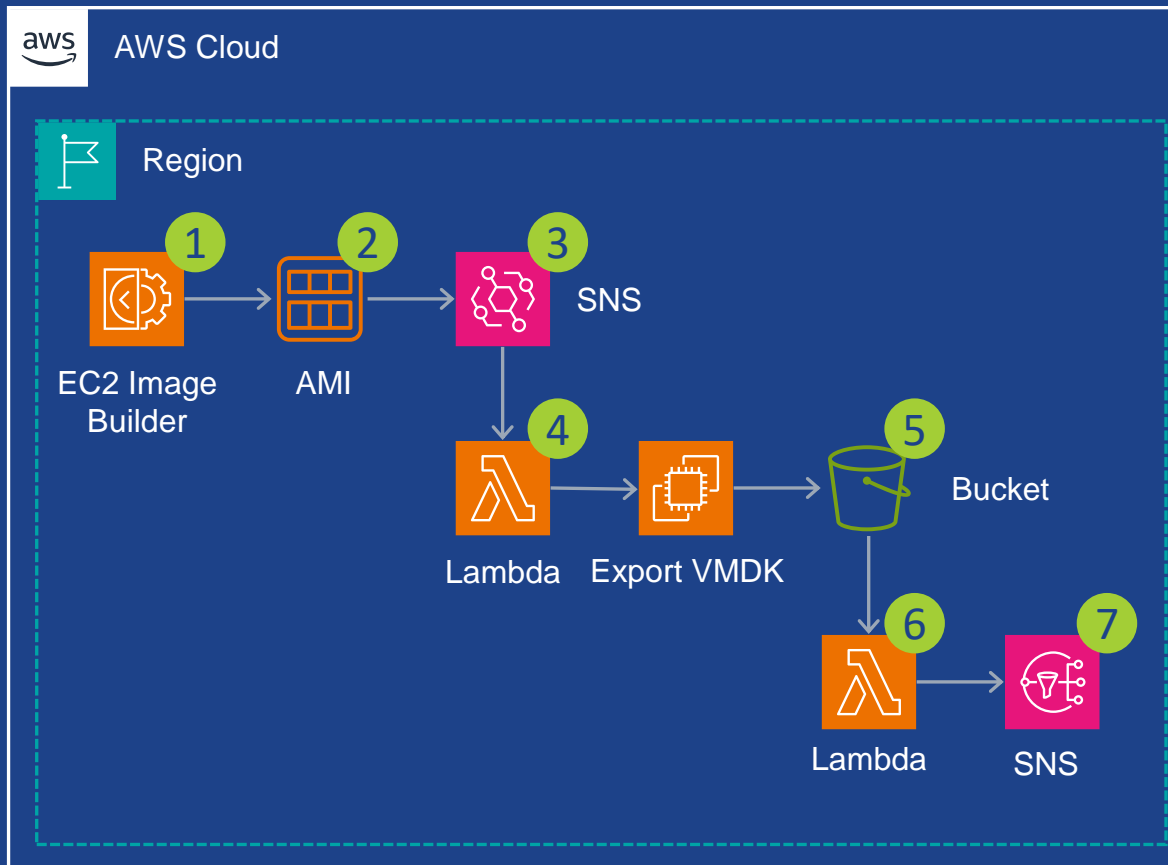 aws
AWS Cloud
Region
1
2
3
SNS
EC2 Image
Builder
AMI
4
5
Bucket
Lambda
Export VMDK
6
7
Lambda
SNS